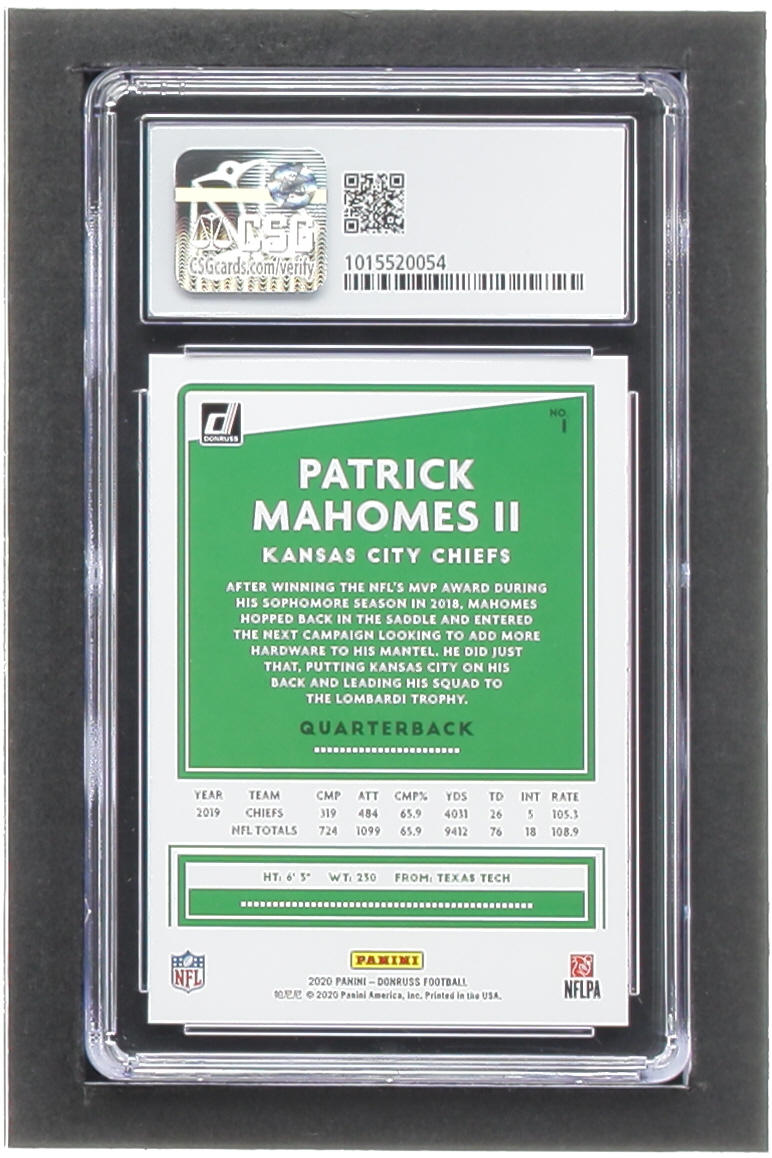 CSG
CSGcards.com/verify
1015520054
DONRUSS
NO.
1
PATRICK
MAHOMES II
KANSAS CITY CHIEFS
AFTER WINNING THE NFL'S MVP AWARD DURING
HIS SOPHOMORE SEASON IN 2018, MAHOMES
HOPPED BACK IN THE SADDLE AND ENTERED
THE NEXT CAMPAIGN LOOKING TO ADD MORE
HARDWARE TO HIS MANTEL. HE DID JUST
THAT, PUTTING KANSAS CITY ON HIS
BACK AND LEADING HIS SQUAD TO
THE LOMBARDI TROPHY.
QUARTERBACK
YEAR TEAM CMP ATT CMP% YDS TD INT RATE
2019 CHIEFS 319 484 65.9 4031 26 5 105.3
NFL TOTALS 724 1099 65.9 9412 76 18 108.9
HT: 6' 3" WT: 230 FROM: TEXAS TECH
NFL
PANINI
2020 PANINI – DONRUSS FOOTBALL
帕尼尼 © 2020 Panini America, Inc. Printed in the USA.
NFLPA